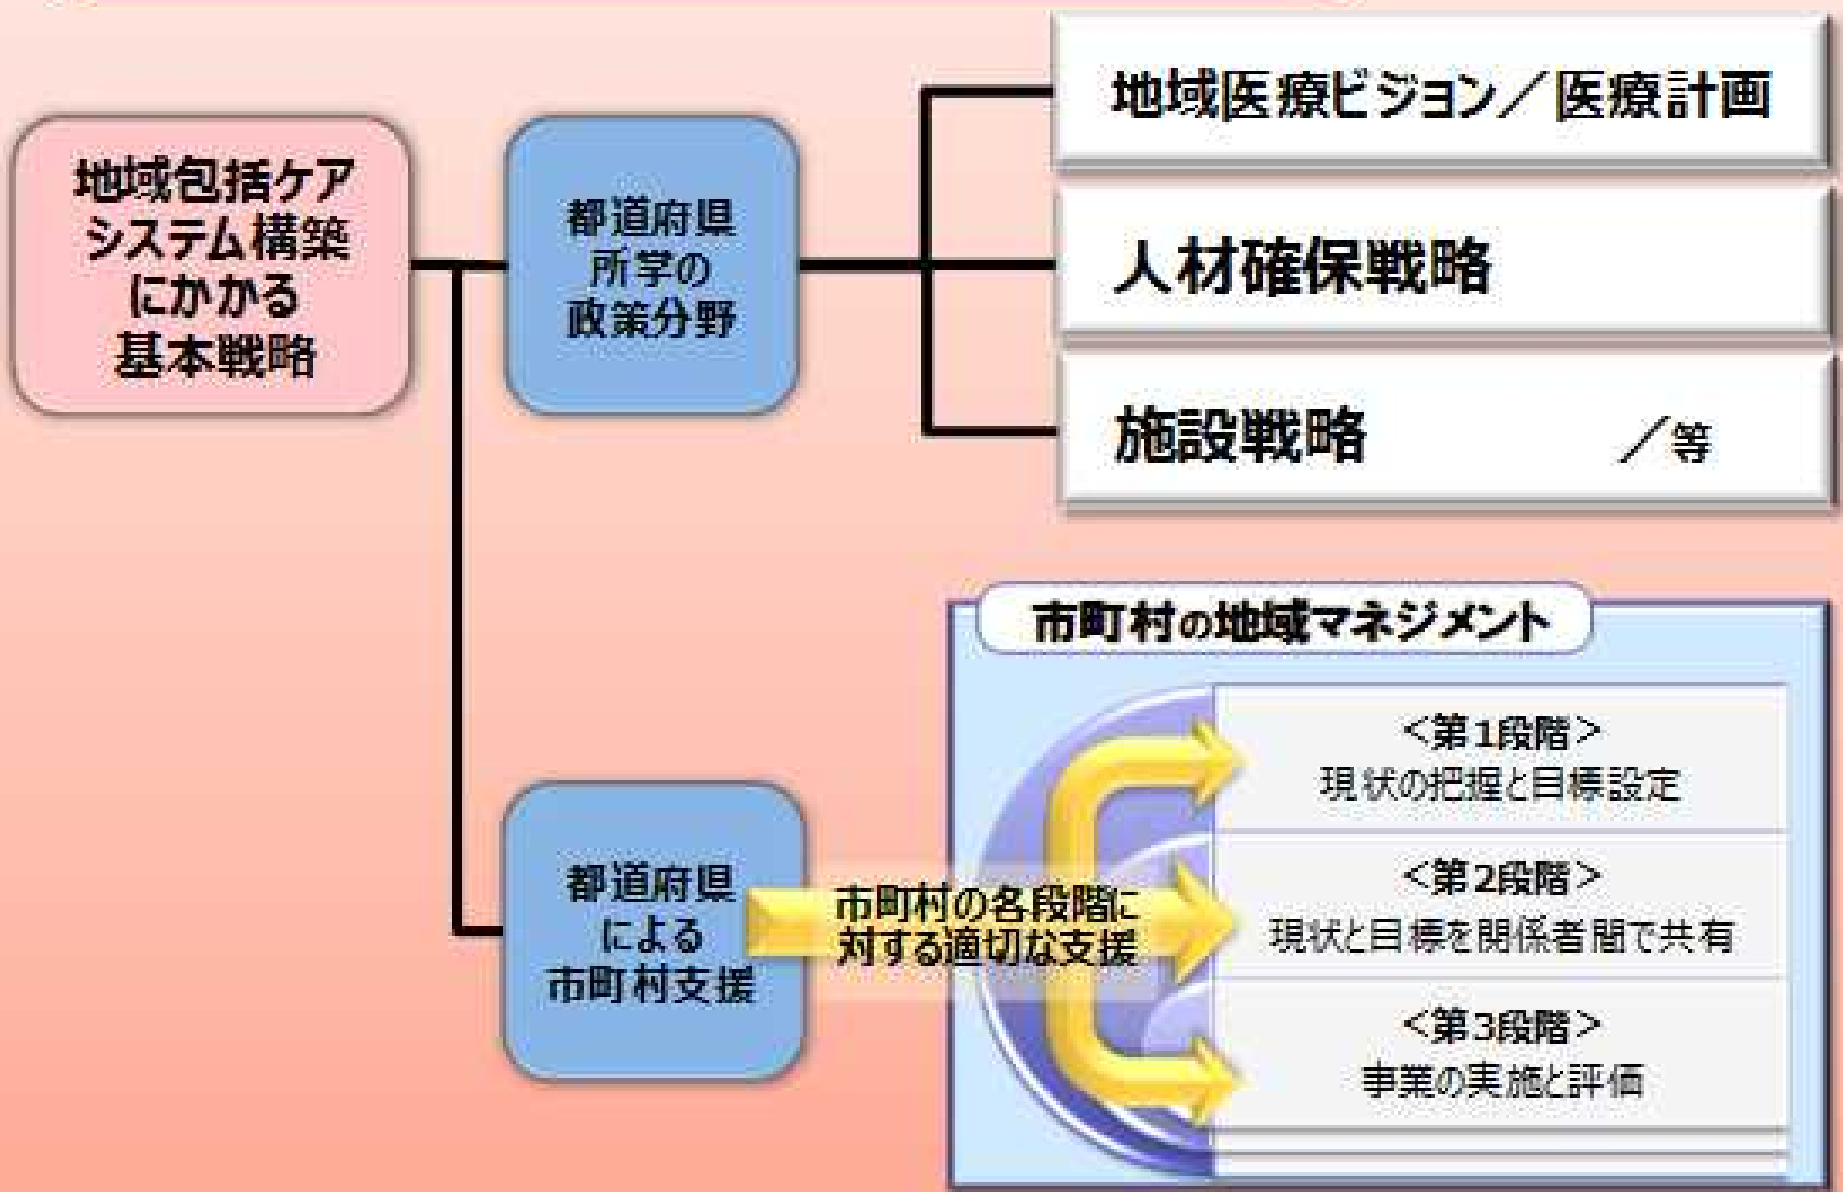 地域包括ケア
システム構築
にかかる
基本戦略
都道府県
所学の
政策分野
地域医療ビジョン／医療計画
人材確保戦略
施設戦略　／等
都道府県
による
市町村支援
市町村の各段階に
対する適切な支援
市町村の地域マネジメント
＜第1段階＞
現状の把握と目標設定
＜第2段階＞
現状と目標を関係者間で共有
＜第3段階＞
事業の実施と評価